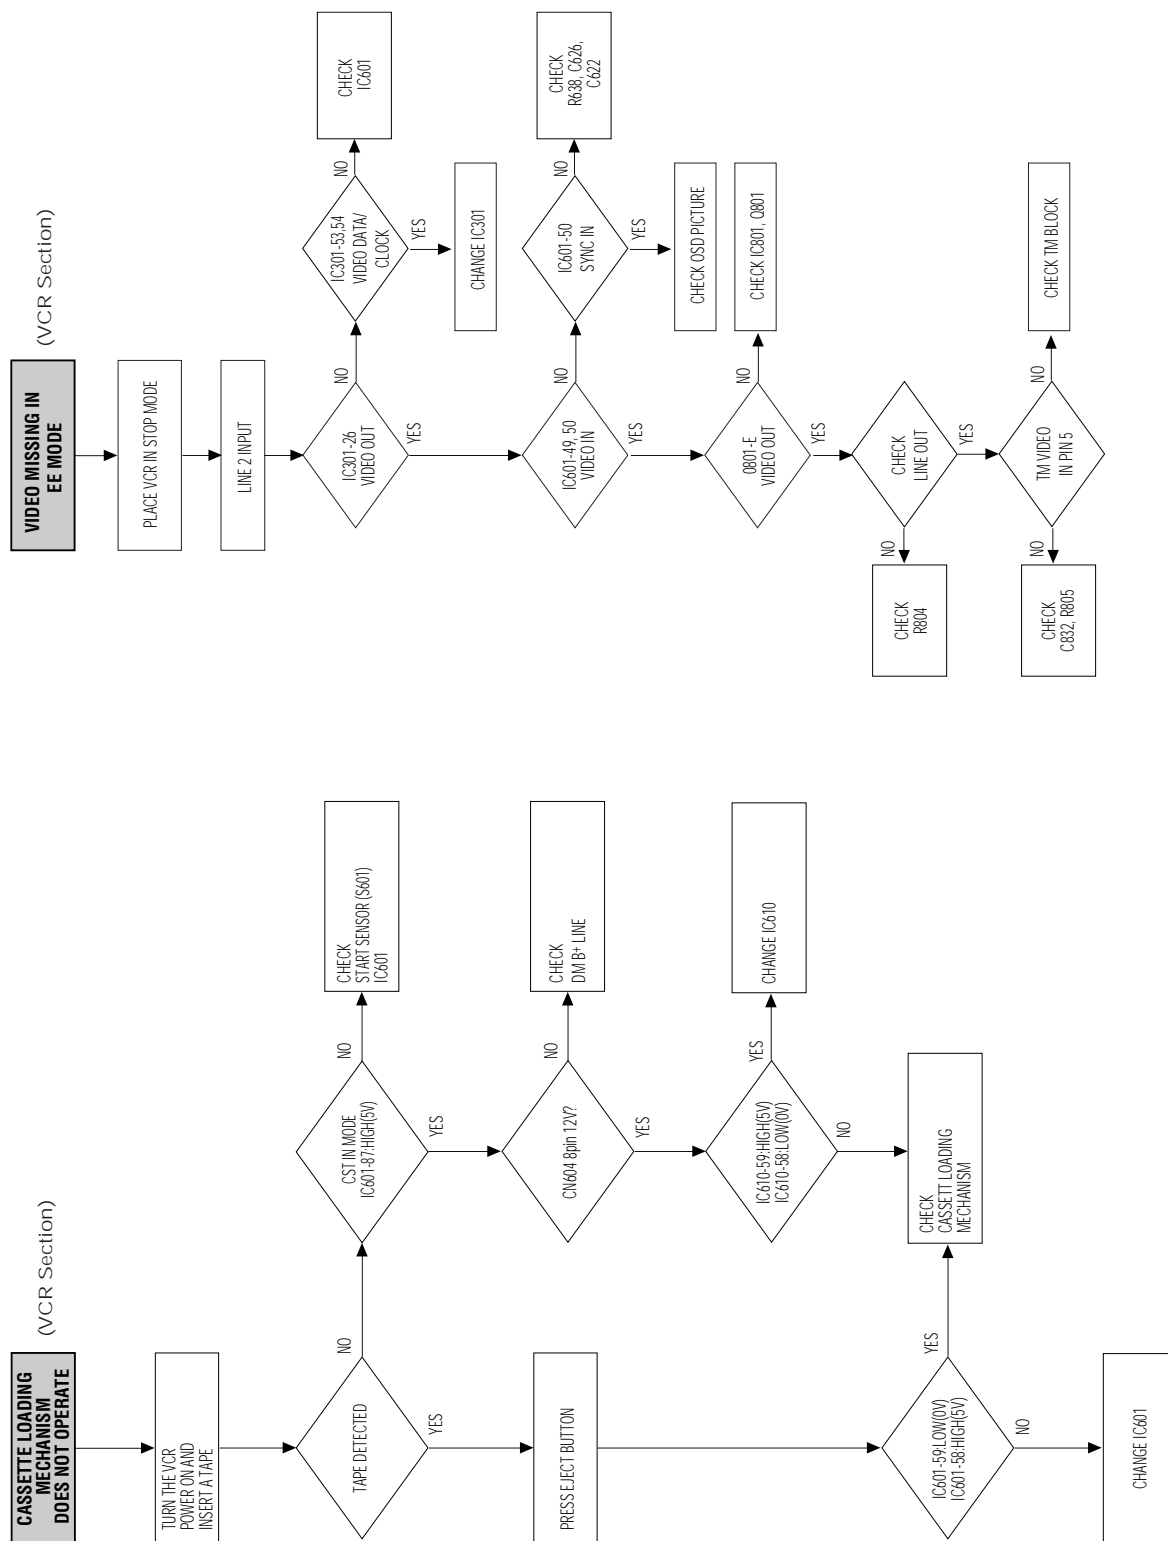 CASSETTE LOADING
MECHANISM
DOES NOT OPERATE
(VCR Section)
TURN THE VCR
POWER ON AND
INSERT A TAPE
TAPE DETECTED
NO
YES
CST IN MODE
IC601-87:HIGH(5V)
NO
YES
CHECK
START SENSOR (S601)
IC601
PRESS EJECT BUTTON
CN604 8pin 12V?
NO
YES
CHECK
DM B+ LINE
IC610-59:HIGH(5V)
IC610-58:LOW(0V)
YES
NO
CHANGE IC610
IC601-59:LOW(0V)
IC601-58:HIGH(5V)
YES
NO
CHECK
CASSETT LOADING
MECHANISM
CHANGE IC601
VIDEO MISSING IN
EE MODE
(VCR Section)
PLACE VCR IN STOP MODE
LINE 2 INPUT
IC301-26
VIDEO OUT
NO
YES
IC301-53,54
VIDEO DATA/
CLOCK
NO
YES
CHECK
IC601
CHANGE IC301
IC601-49, 50
VIDEO IN
NO
YES
IC601-50
SYNC IN
NO
YES
CHECK
R638, C626,
C622
CHECK OSD PICTURE
Q801-E
VIDEO OUT
NO
YES
CHECK IC801, Q801
CHECK
LINE OUT
NO
YES
CHECK
R804
TM VIDEO
IN PIN 5
NO
NO
CHECK
C832, R805
CHECK TM BLOCK